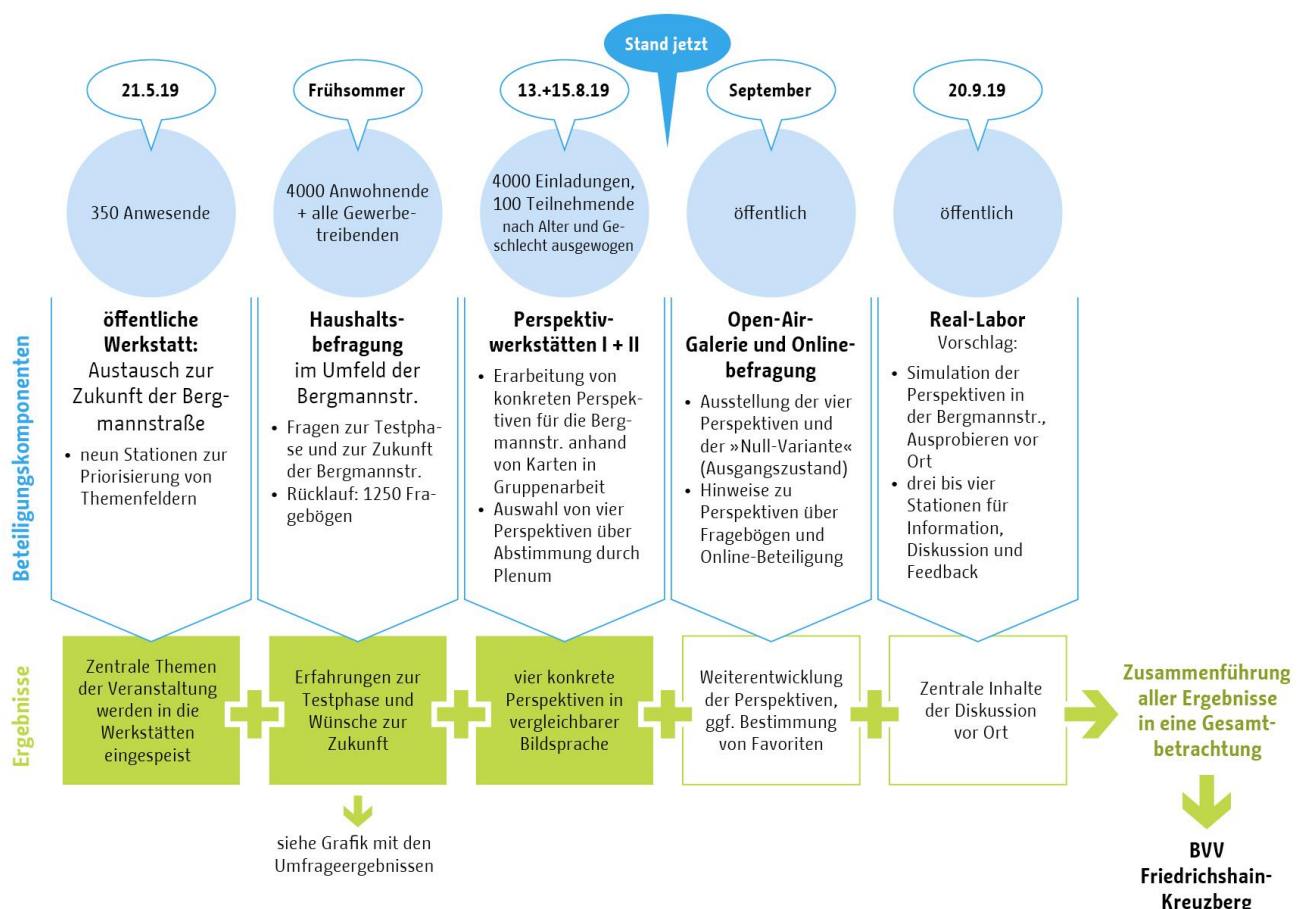 Stand jetzt
21.5.19
Frühsommer
13.+15.8.19
September
20.9.19
350 Anwesende
4000 Anwohnende
+ alle Gewerbe-
treibenden
4000 Einladungen,
100 Teilnehmende
nach Alter und Ge-
schlecht ausgewogen
öffentlich
öffentlich
Beteiligungskomponenten
öffentliche
Werkstatt:
Austausch zur
Zukunft der Berg-
mannstraße
• neun Stationen zur
Priorisierung von
Themenfeldern
Haushalts-
befragung
im Umfeld der
Bergmannstr.
• Fragen zur Testpha-
se und zur Zukunft
der Bergmannstr.
• Rücklauf: 1250 Fra-
gebögen
Perspektiv-
werkstätten I + II
• Erarbeitung von
konkreten Perspek-
tiven für die Berg-
mannstr. anhand
von Karten in
Gruppenarbeit
• Auswahl von vier
Perspektiven über
Abstimmung durch
Plenum
Open-Air-
Galerie und Online-
befragung
• Ausstellung der vier
Perspektiven und
der »Null-Variante«
(Ausgangszustand)
• Hinweise zu
Perspektiven über
Fragebögen und
Online-Beteiligung
Real-Labor
Vorschlag:
• Simulation der
Perspektiven in
der Bergmannstr.,
Ausprobieren vor
Ort
• drei bis vier
Stationen für
Information,
Diskussion und
Feedback
Ergebnisse
Zentrale Themen
der Veranstaltung
werden in die
Werkstätten
eingespeist
Erfahrungen zur
Testphase und
Wünsche zur
Zukunft
vier konkrete
Perspektiven in
vergleichbarer
Bildsprache
Weiterentwicklung
der Perspektiven,
ggf. Bestimmung
von Favoriten
Zentrale Inhalte
der Diskussion
vor Ort
Zusammenführung
aller Ergebnisse
in eine Gesamt-
betrachtung
siehe Grafik mit den
Umfrageergebnissen
BVV
Friedrichshain-
Kreuzberg